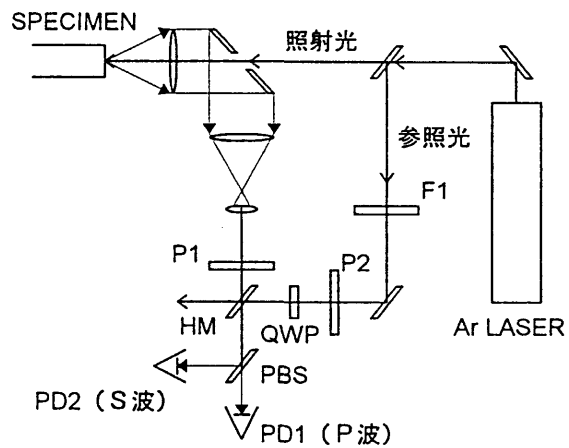 SPECIMEN
照射光
参照光
F1
P1
P2
HM
QWP
Ar LASER
PBS
PD2（S波）
PD1（P波）